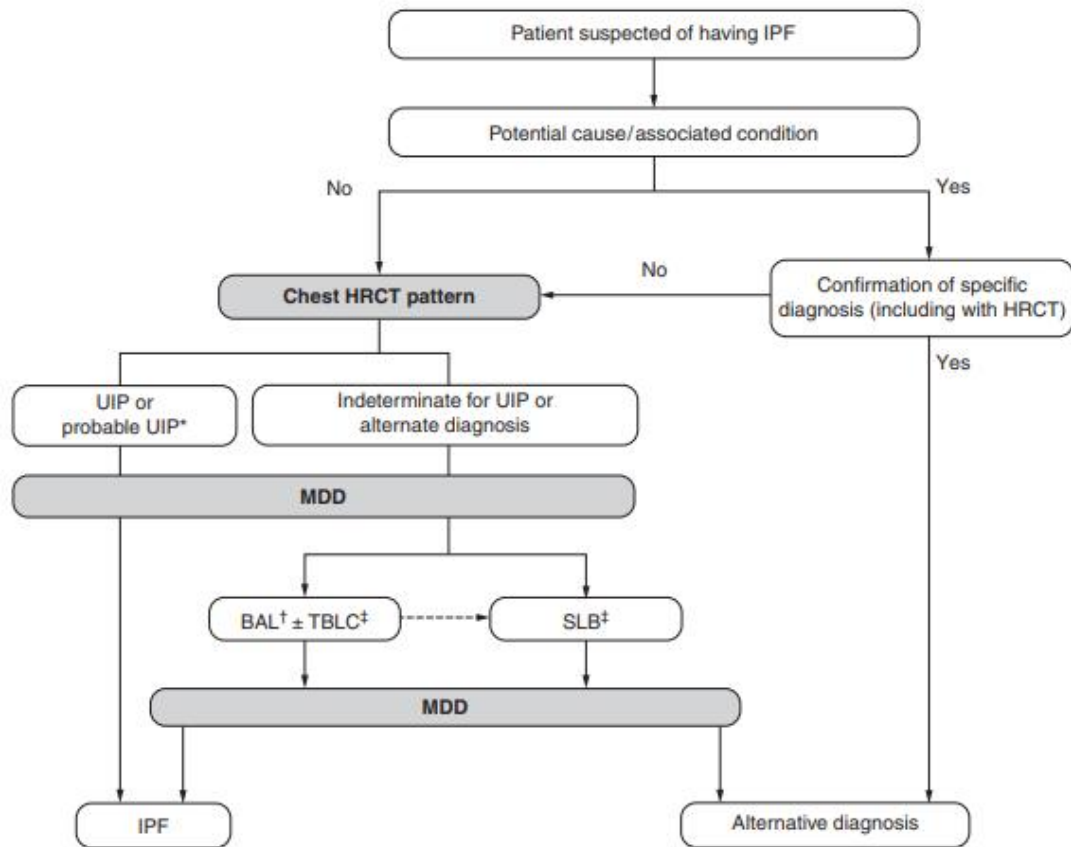 Patient suspected of having IPF
Potential cause/associated condition
No
Yes
Chest HRCT pattern
No
Confirmation of specific
diagnosis (including with HRCT)
Yes
UIP or
probable UIP*
Indeterminate for UIP or
alternate diagnosis
MDD
BAL† ± TBLC‡
SLB‡
MDD
IPF
Alternative diagnosis